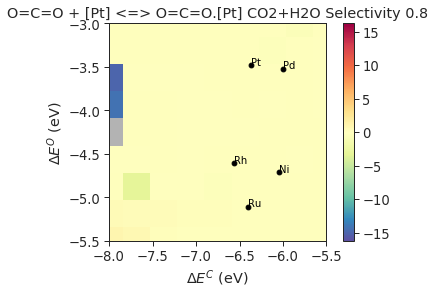 O=C=O + [Pt] <=> O=C=O.[Pt] CO2+H2O Selectivity 0.8
−3.0
−3.5
−4.0
−4.5
−5.0
−5.5
ΔE^O (eV)
Pt
Pd
Rh
Ni
Ru
−8.0 −7.5 −7.0 −6.5 −6.0 −5.5
ΔE^C (eV)
15
10
5
0
−5
−10
−15